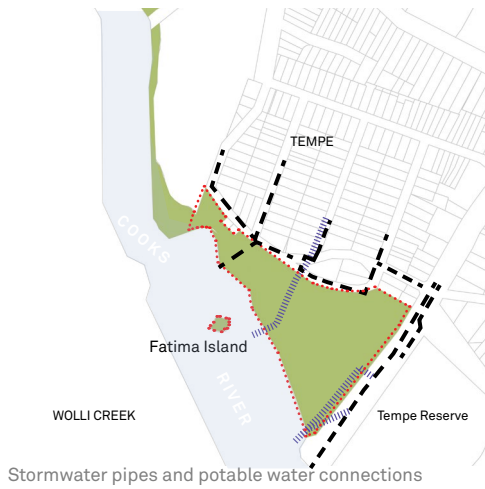 TEMPE
COOKS
Fatima Island
RIVER
WOLLI CREEK
Tempe Reserve
Stormwater pipes and potable water connections